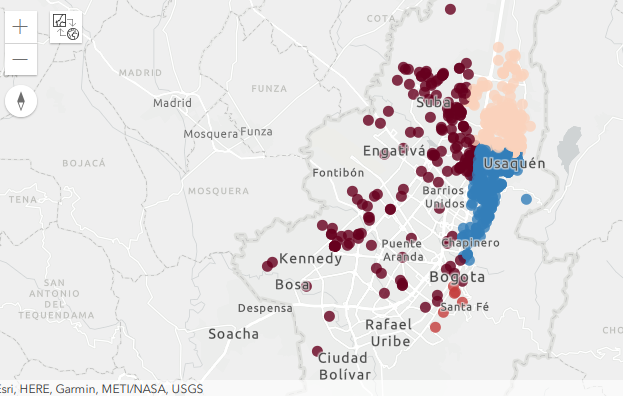 +
−
COTA
MADRID
FUNZA
Suba
Madrid
Mosquera
Funza
Engativá
Usaquén
BOJACÁ
Fontibón
MOSQUERA
Barrios
Unidos
TENA
Puente
Aranda
Chapinero
Kennedy
Bogota
Bosa
SAN
ANTONIO
DEL
TEQUENDAMA
Despensa
Santa Fé
Soacha
Rafael
Uribe
CHO
Ciudad
Bolívar
Esri, HERE, Garmin, METI/NASA, USGS